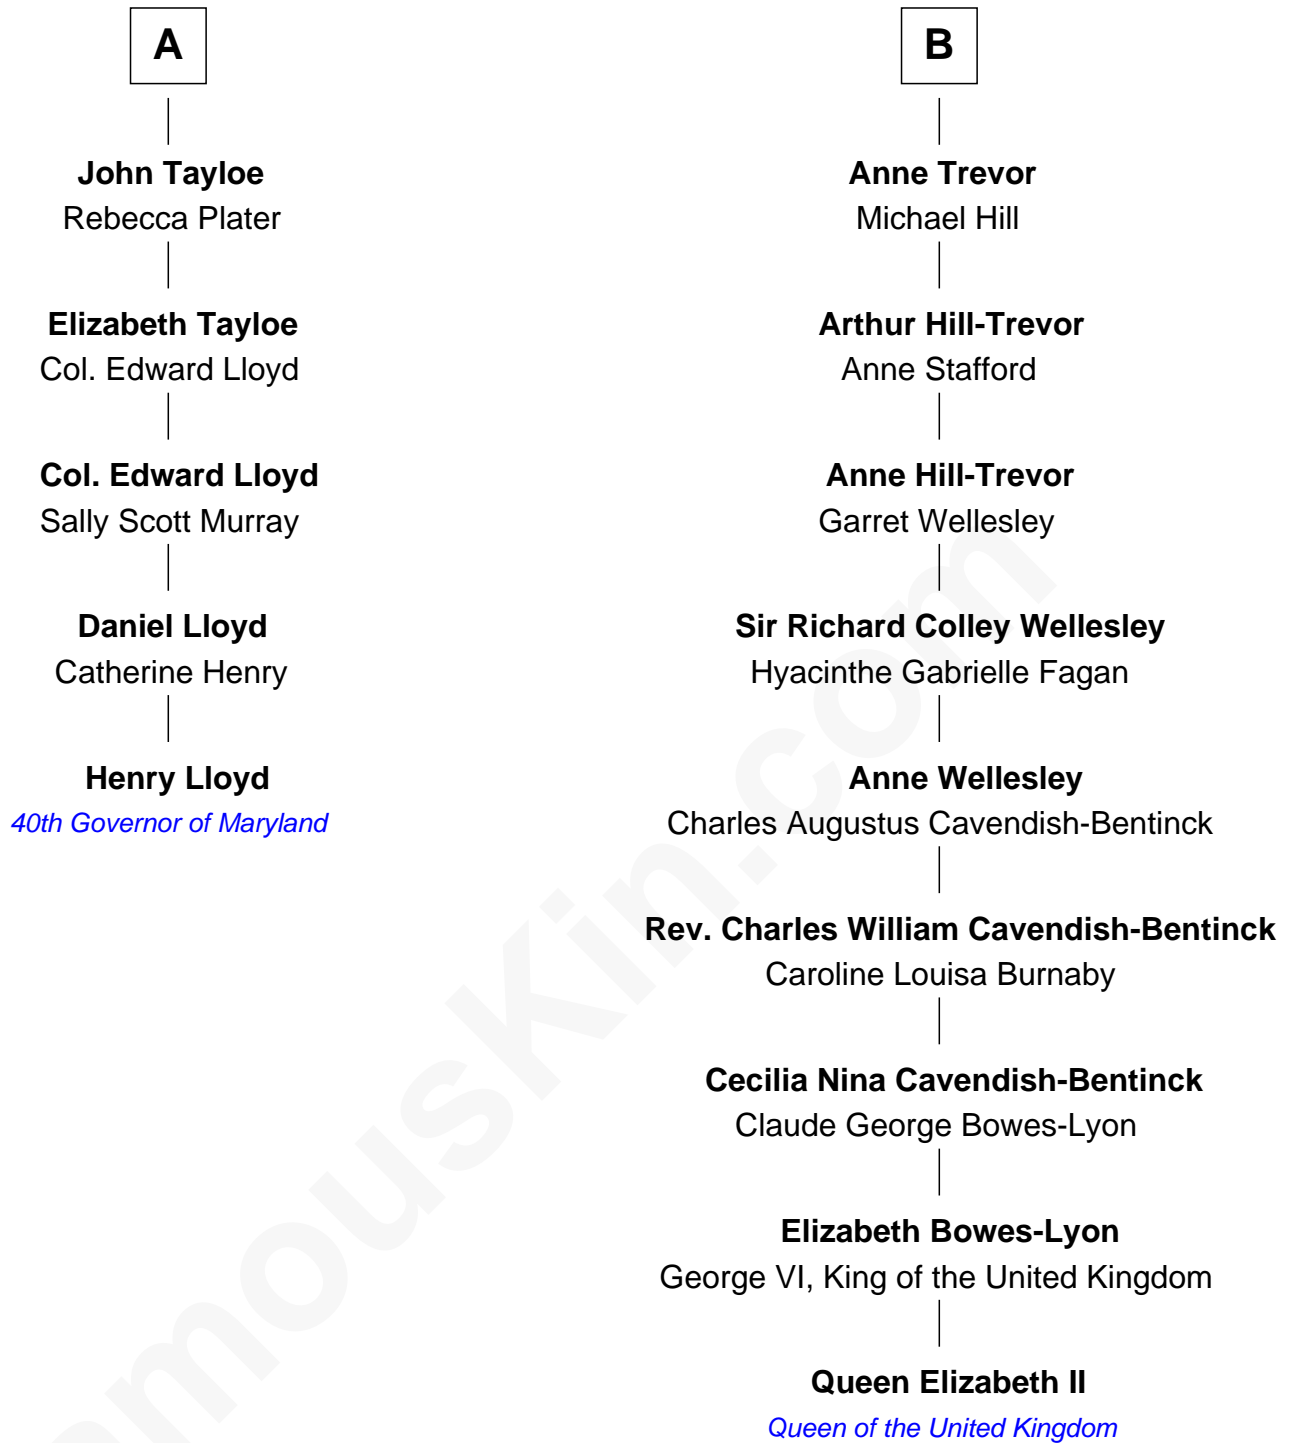 A
John Tayloe
Rebecca Plater
Elizabeth Tayloe
Col. Edward Lloyd
Col. Edward Lloyd
Sally Scott Murray
Daniel Lloyd
Catherine Henry
Henry Lloyd
40th Governor of Maryland
B
Anne Trevor
Michael Hill
Arthur Hill-Trevor
Anne Stafford
Anne Hill-Trevor
Garret Wellesley
Sir Richard Colley Wellesley
Hyacinthe Gabrielle Fagan
Anne Wellesley
Charles Augustus Cavendish-Bentinck
Rev. Charles William Cavendish-Bentinck
Caroline Louisa Burnaby
Cecilia Nina Cavendish-Bentinck
Claude George Bowes-Lyon
Elizabeth Bowes-Lyon
George VI, King of the United Kingdom
Queen Elizabeth II
Queen of the United Kingdom
amouskin.com